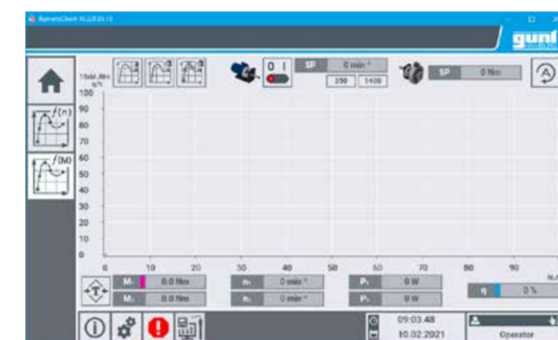 gunt
0 1
SP 0 min⁻¹
1400
SP 0 Nm
A
100
90
80
70
60
50
40
30
20
10
0
f(n)
f(M)
0 10 20 30 40 50 60 70 80 90
0.0 Nm 0 min⁻¹ 0 W
η 0 %
0.0 Nm 0 min⁻¹ 0 W
T
09:03:48
10.02.2021
Operator